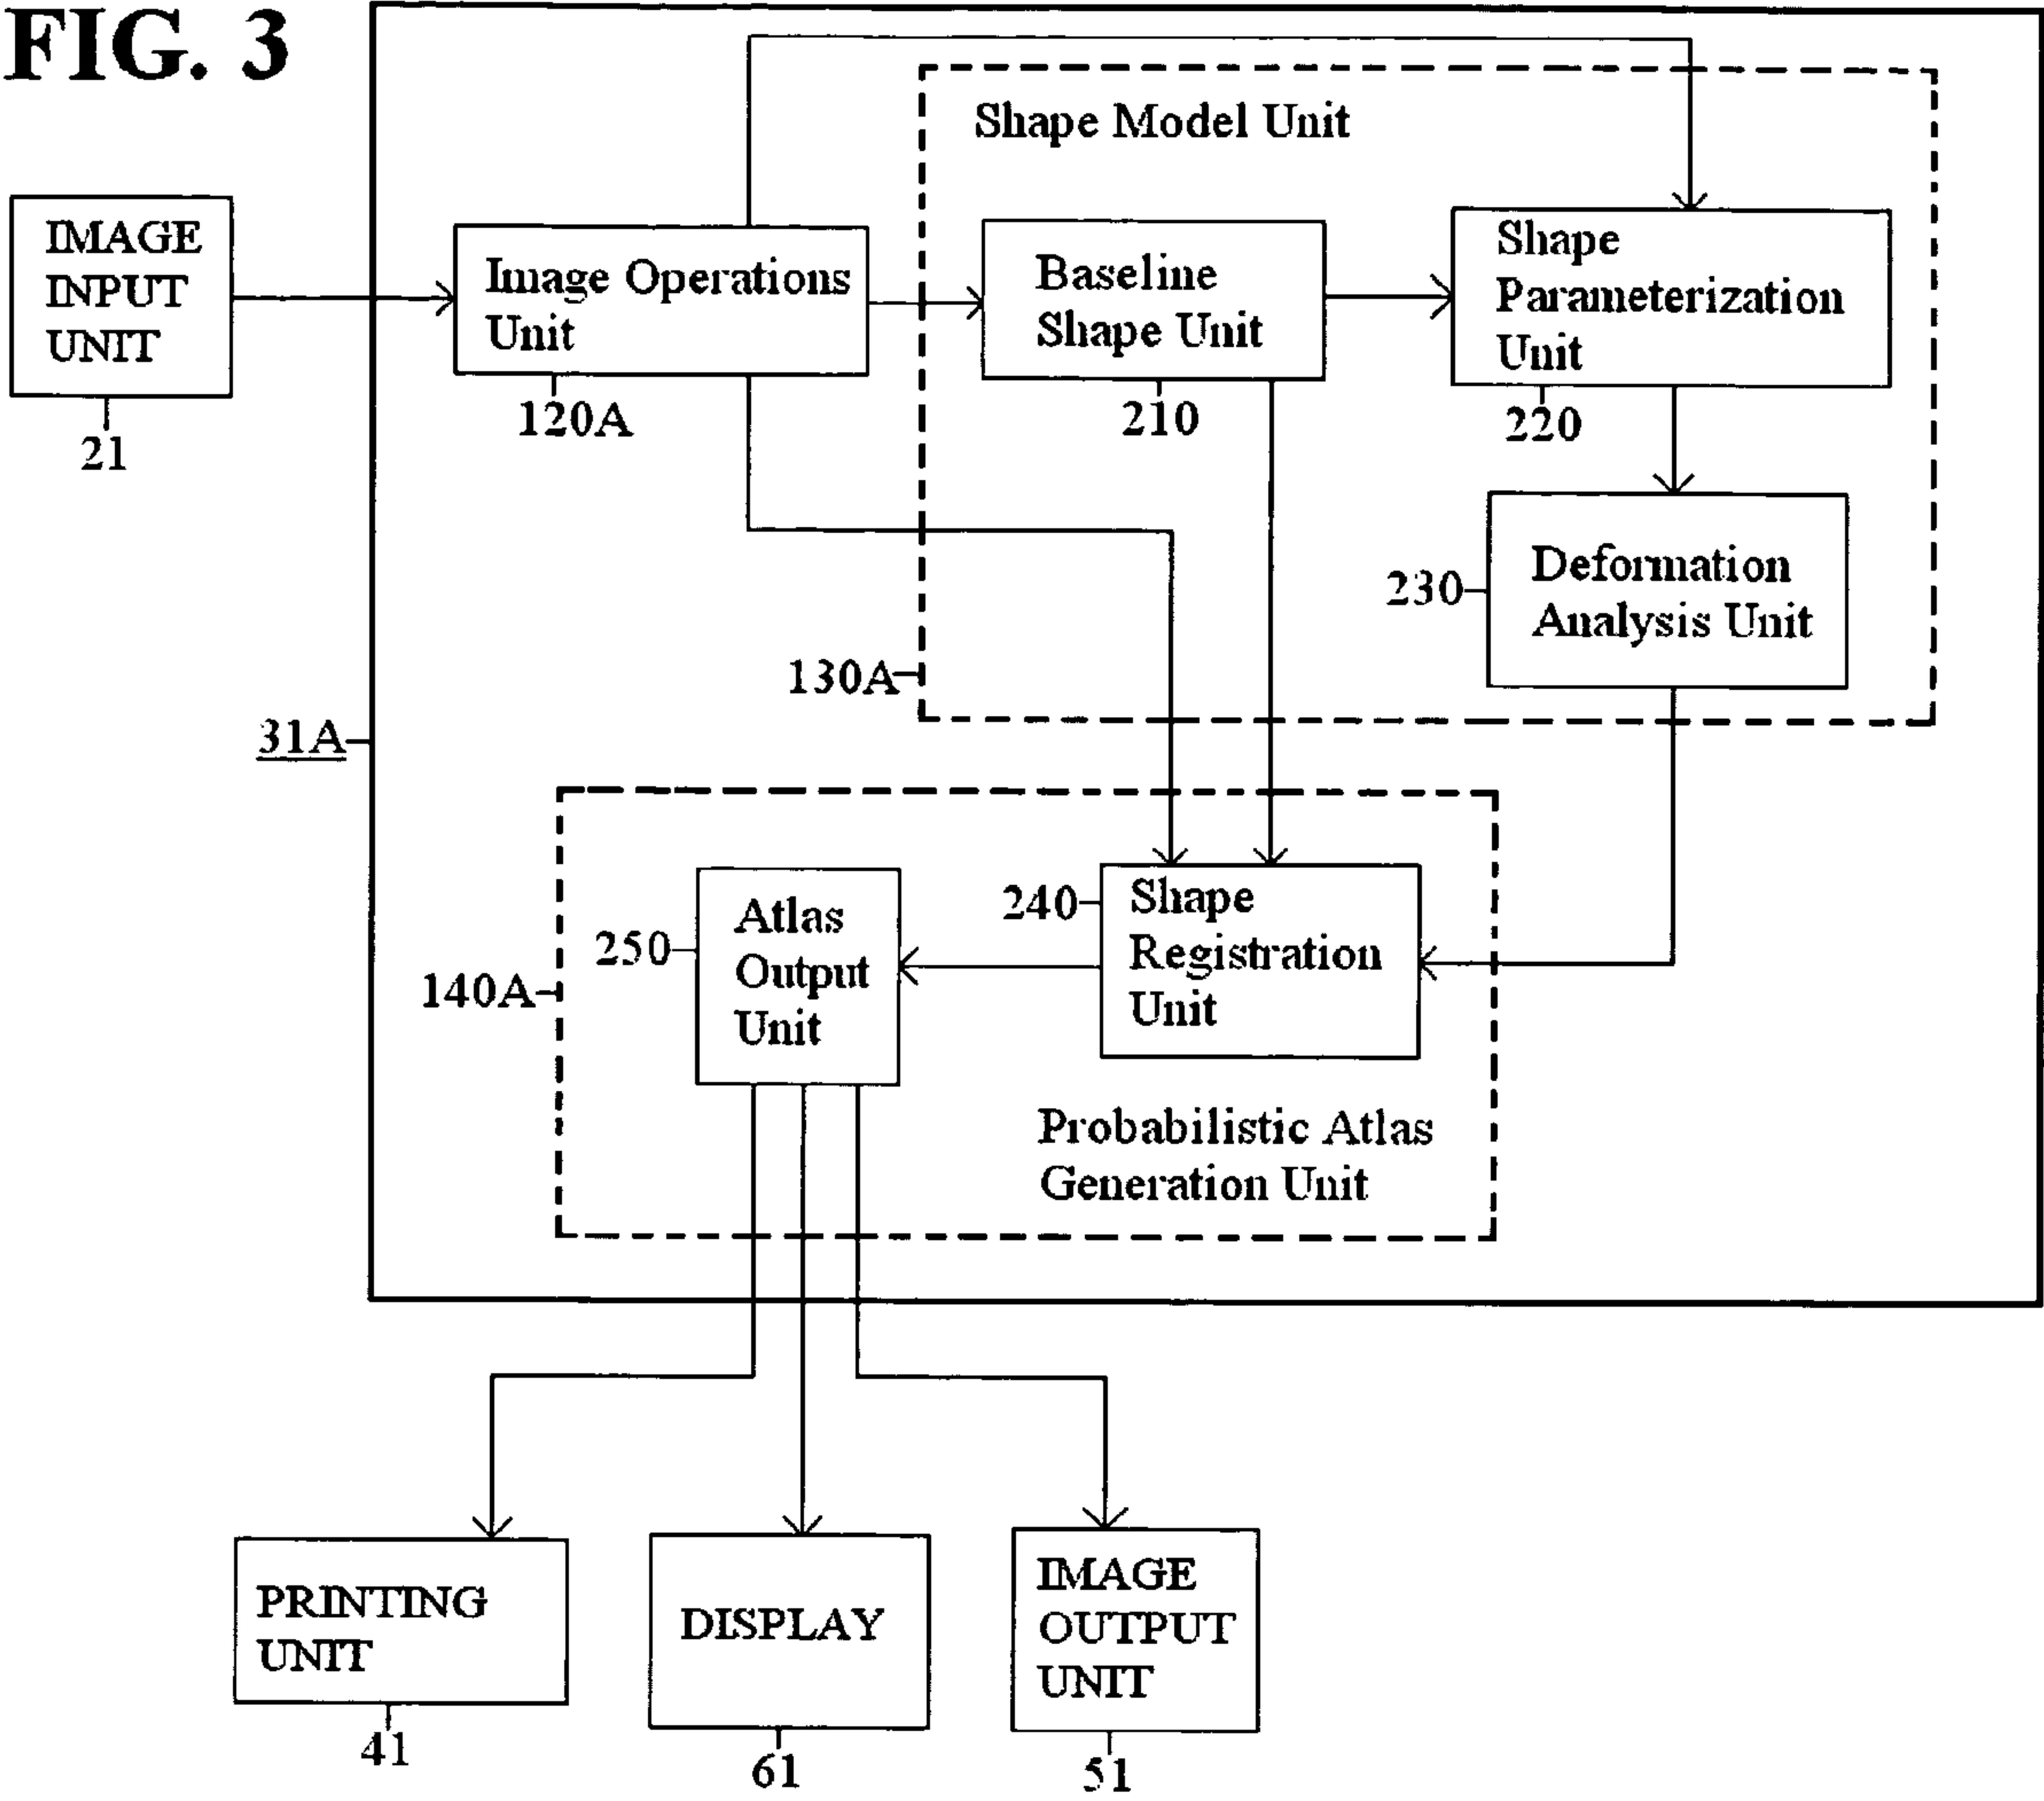 FIG. 3
Shape Model Unit
IMAGE
INPUT
UNIT
21
Image Operations
Unit
120A
Baseline
Shape Unit
210
Shape
Parameterization
Unit
220
Deformation
Analysis Unit
230
130A
31A
Atlas
Output
Unit
250
240
Shape
Registration
Unit
140A
Probabilistic Atlas
Generation Unit
PRINTING
UNIT
41
DISPLAY
61
IMAGE
OUTPUT
UNIT
51